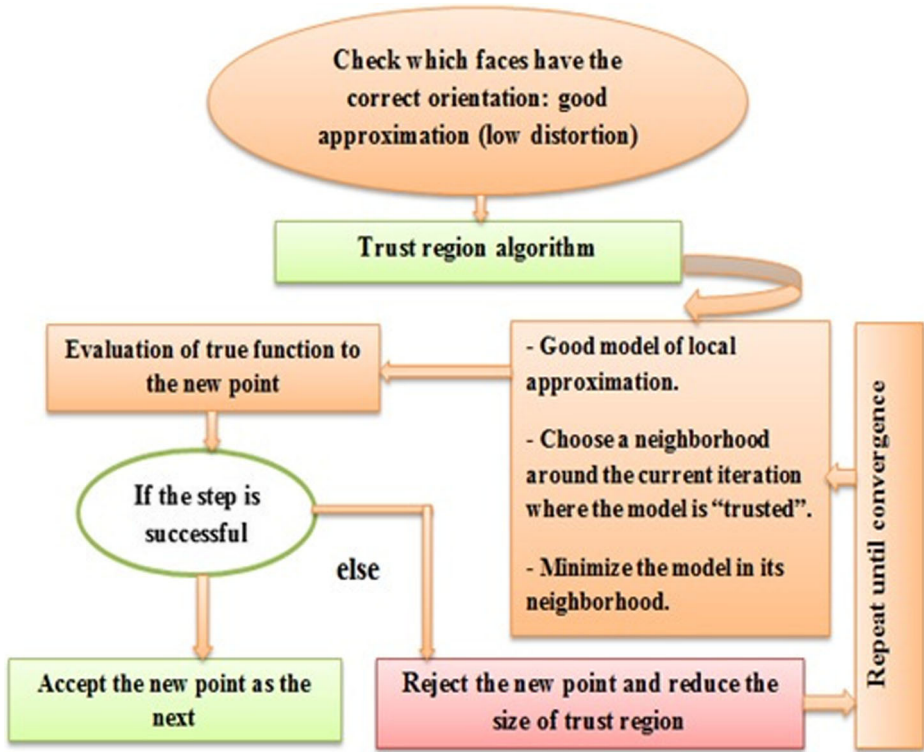 Check which faces have the
correct orientation: good
approximation (low distortion)
Trust region algorithm
Evaluation of true function to
the new point
- Good model of local
approximation.
- Choose a neighborhood
around the current iteration
where the model is “trusted”.
- Minimize the model in its
neighborhood.
Repeat until convergence
If the step is
successful
else
Accept the new point as the
next
Reject the new point and reduce the
size of trust region